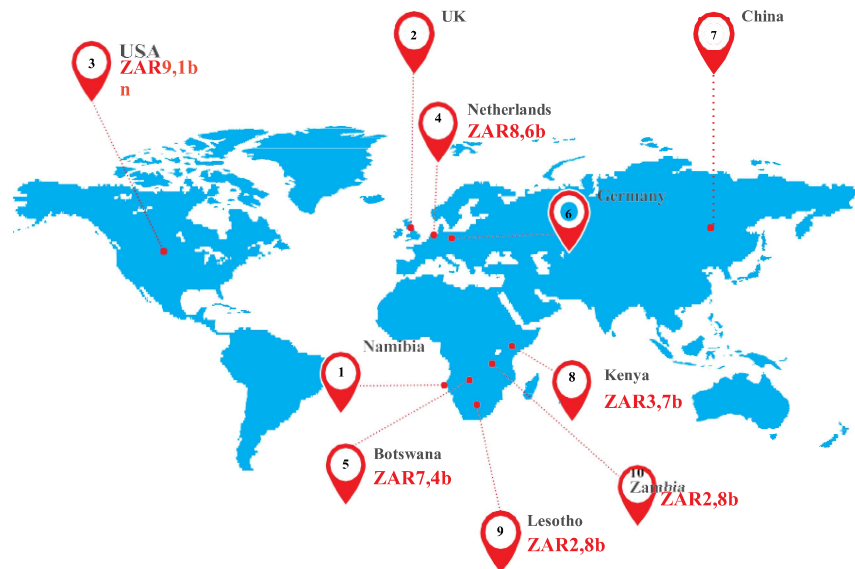 2
UK
7
China
3
USA
ZAR9,1b
n
4
Netherlands
ZAR8,6b
6
Germany
1
Namibia
8
Kenya
ZAR3,7b
5
Botswana
ZAR7,4b
10
Zambia
ZAR2,8b
9
Lesotho
ZAR2,8b